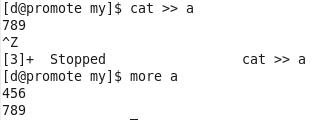 [d@promote my]$ cat >> a
789
^Z
[3]+  Stopped                 cat >> a
[d@promote my]$ more a
456
789